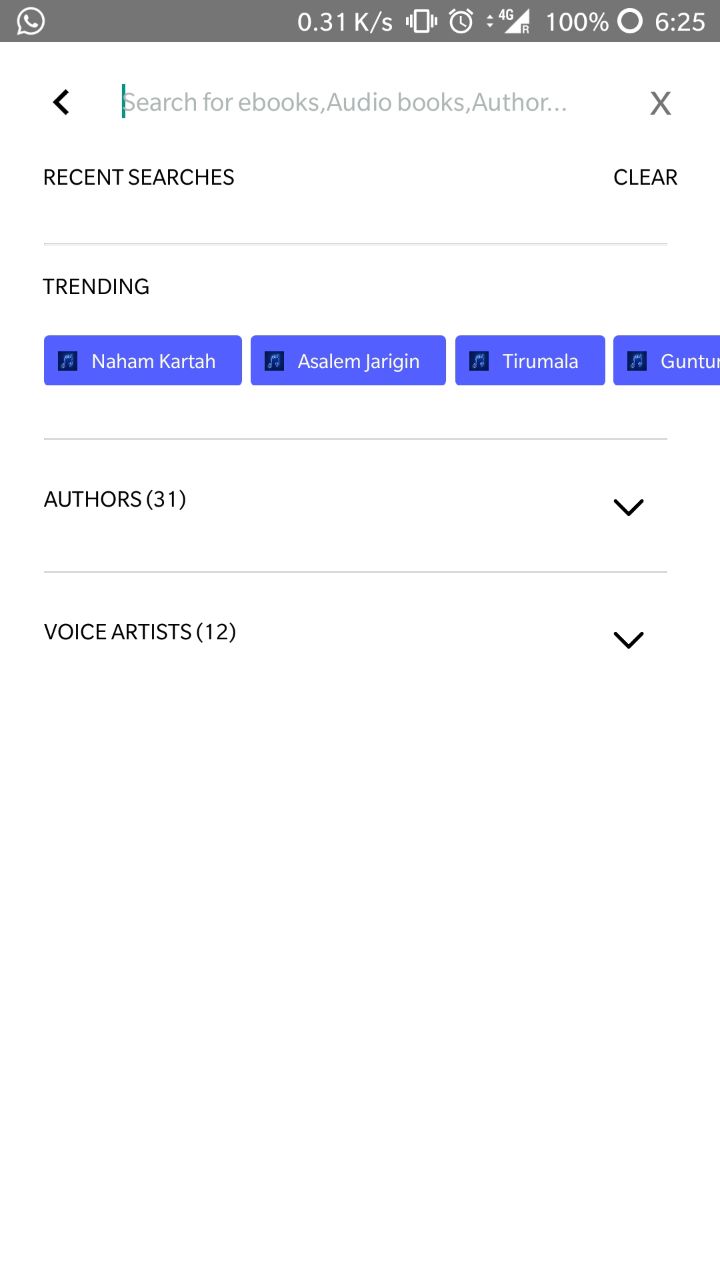 0.31 K/s 4G R 100% 6:25
Search for ebooks,Audio books,Author... X
RECENT SEARCHES CLEAR
TRENDING
Naham Kartah Asalem Jarigin Tirumala Guntur
AUTHORS (31)
VOICE ARTISTS (12)